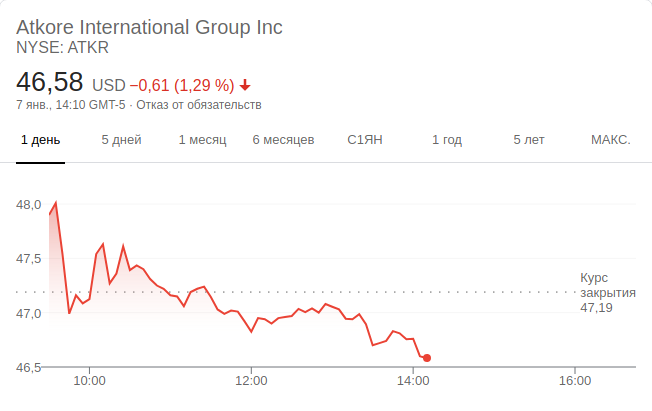 Atkore International Group Inc
NYSE: ATKR
46,58 USD −0,61 (1,29 %)
7 янв., 14:10 GMT-5 · Отказ от обязательств
1 день 5 дней 1 месяц 6 месяцев С1ЯН 1 год 5 лет МАКС.
48,0
47,5
Курс
закрытия
47,19
47,0
46,5
10:00 12:00 14:00 16:00